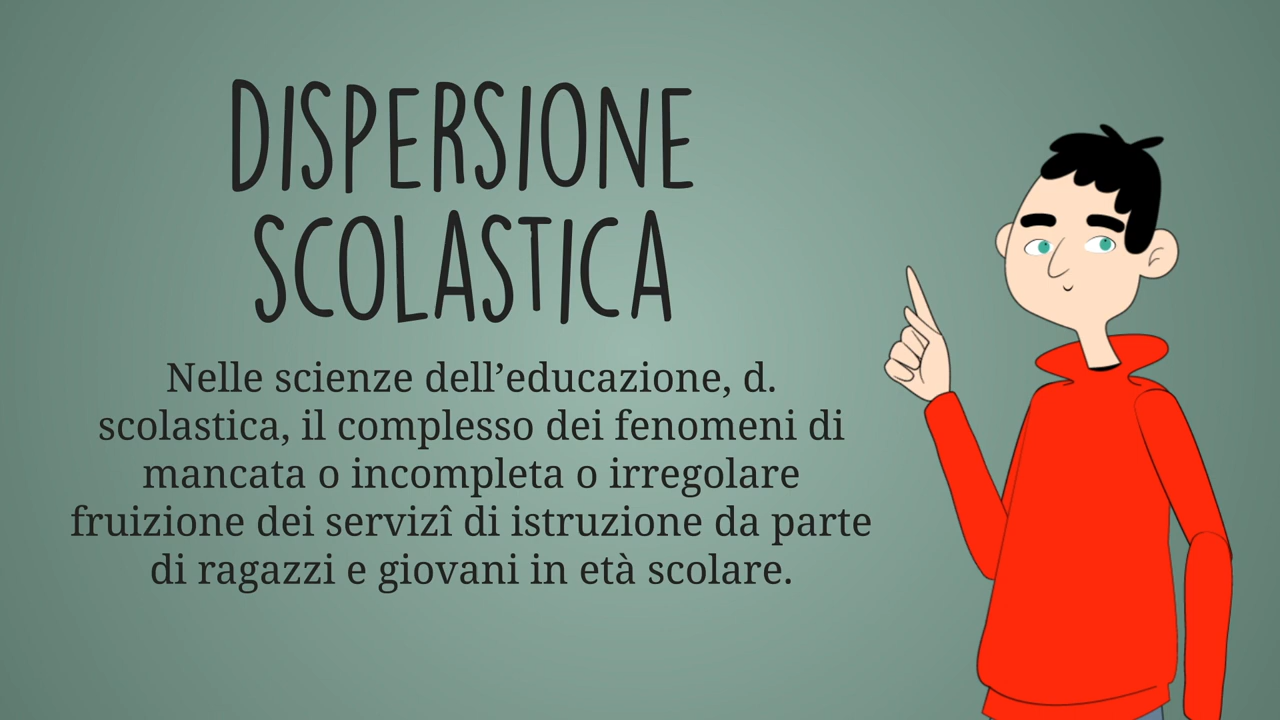 DISPERSIONE
SCOLASTICA
Nelle scienze dell’educazione, d.
scolastica, il complesso dei fenomeni di
mancata o incompleta o irregolare
fruizione dei servizî di istruzione da parte
di ragazzi e giovani in età scolare.